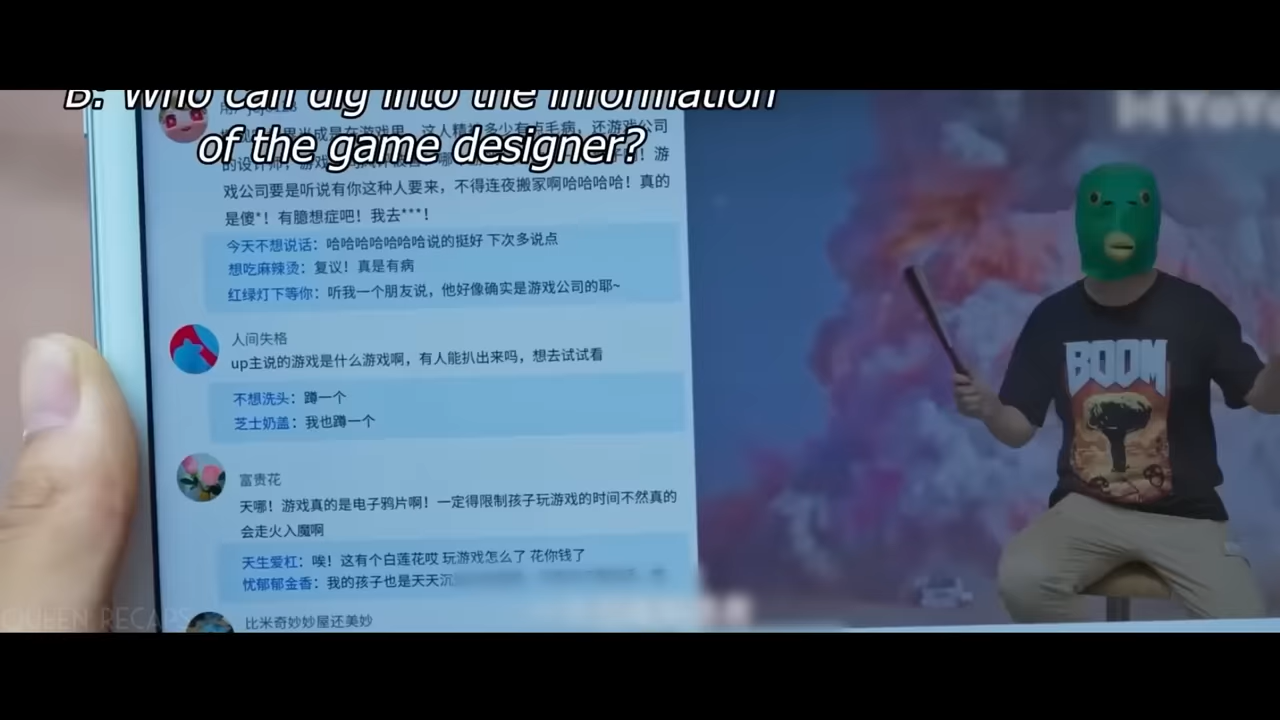 B: Who can dig into the information
of the game designer?
戏公司要是听说有你这种人要来，不得连夜搬家啊哈哈哈哈！真的
是傻*！有臆想症吧！我去***！
今天不想说话：哈哈哈哈哈哈哈说的挺好 下次多说点
想吃麻辣烫：复议！真是有病
红绿灯下等你：听我一个朋友说，他好像确实是游戏公司的耶~
人间失格
up主说的游戏是什么游戏啊，有人能扒出来吗，想去试试看
不想洗头：蹲一个
芝士奶盖：我也蹲一个
富贵花
天哪！游戏真的是电子鸦片啊！一定得限制孩子玩游戏的时间不然真的
会走火入魔啊
天生爱杠：唉！这有个白莲花哎 玩游戏怎么了 花你钱了
忧郁郁金香：我的孩子也是天天沉
比米奇妙妙屋还美妙
BOOM
QUEEN RECAPS